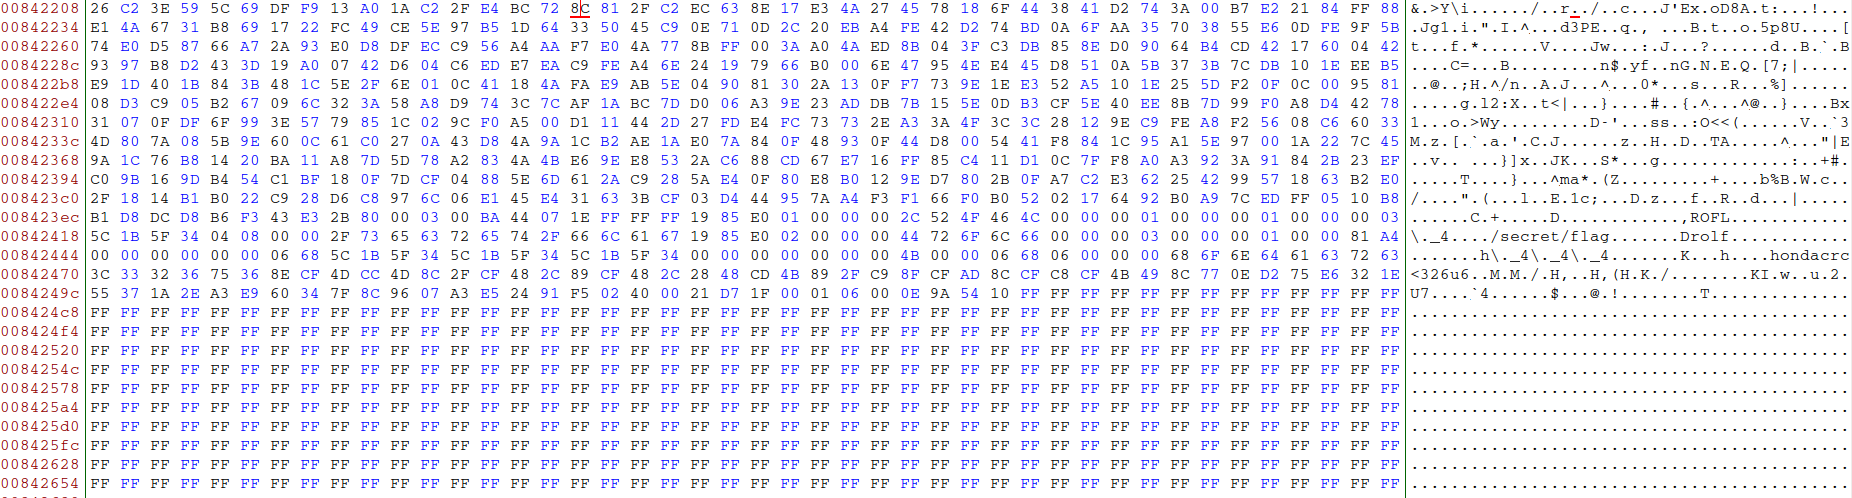 00842208 26 C2 3E 59 5C 69 DF F9 13 A0 1A C2 2F E4 BC 72 8C 81 2F C2 EC 63 8E 17 E3 4A 27 45 78 18 6F 44 38 41 D2 74 3A 00 B7 E2 21 84 FF 88 &.>Y\i....../..r../..c...J'Ex.oD8A.t:...!...
00842234 E1 4A 67 31 B8 69 17 22 FC 49 CE 5E 97 B5 1D 64 33 50 45 C9 0E 71 0D 2C 20 EB A4 FE 42 D2 74 BD 0A 6F AA 35 70 38 55 E6 0D FE 9F 5B .Jg1.i.".I.^...d3PE..q., ...B.t..o.5p8U....[
00842260 74 E0 D5 87 66 A7 2A 93 E0 D8 DF EC C9 56 A4 AA F7 E0 4A 77 8B FF 00 3A A0 4A ED 8B 04 3F C3 DB 85 8E D0 90 64 B4 CD 42 17 60 04 42 t...f.*......V....Jw...:.J...?......d..B.`.B
0084228c 93 97 B8 D2 43 3D 19 A0 07 42 D6 04 C6 ED E7 EA C9 FE A4 6E 24 19 79 66 B0 00 6E 47 95 4E E4 45 D8 51 0A 5B 37 3B 7C DB 10 1E EE B5 ....C=...B.........n$.yf..nG.N.E.Q.[7;|.....
008422b8 E9 1D 40 1B 84 3B 48 1C 5E 2F 6E 01 0C 41 18 4A FA E9 AB 5E 04 90 81 30 2A 13 0F F7 73 9E 1E E3 52 A5 10 1E 25 5D F2 0F 0C 00 95 81 ..@..;H.^/n..A.J...^...0*...s...R...%]......
008422e4 08 D3 C9 05 B2 67 09 6C 32 33 A5 8A D9 74 3C 7C AF 1A BC 7D D0 06 A3 9E 23 AD DB 7B 15 5E 0D B3 CF 5E 40 EE 8B 7D 99 F0 A8 D4 42 78 .....g.l2:X..t<|...}....#..{.^...^@..}....Bx
00842310 31 07 0F DF 6F 99 3E 57 79 85 1C 02 9C F0 A5 00 D1 11 44 2D 27 FD E4 FC 73 73 2E A3 3A 4F 3C 3C 28 12 9E C9 FE A8 F2 56 08 C6 60 33 1...o.>Wy.........D-'...ss..:O<<(......V..`3
0084233c 4D 80 7A 08 5B 9E 60 0C 61 C0 27 0A 43 D8 4A 9A 1C B2 AE 1A E0 7A 84 0F 48 93 0F 44 D8 00 54 41 F8 84 1C 95 A1 5E 97 00 1A 22 7C 45 M.z.[.`.a.'.C.J......z..H..D..TA.....^..."|E
00842368 9A 1C 76 B8 14 20 BA 11 A8 7D 5D 78 A2 83 4A 4B E6 9E E8 53 2A C6 88 CD 67 E7 16 FF 85 C4 11 D1 0C 7F F8 A0 A3 92 3A 91 84 2B 23 EF ..v.. ...}]x..JK...S*...g.............:..+#.
00842394 C0 9B 16 9D B4 54 C1 BF 18 0F 7D CF 04 88 5E 6D 61 2A C9 28 5A E4 0F 80 E8 B0 12 9E D7 80 2B 0F A7 C2 E3 62 25 42 99 57 18 63 B2 E0 .....T....}...^ma*.(Z.........+....b%B.W.c..
008423c0 2F 18 14 B1 B0 22 C9 28 D6 C8 97 6C 06 E1 45 E4 31 63 3B CF FF 03 D4 44 95 7A A4 F3 F1 66 F0 B0 52 02 17 64 92 B0 A9 7C ED FF 05 10 B8 /....".(...l..E.1c;....D.z...f..R..d...|....
008423ec B1 D8 DC D8 B6 F3 43 E3 2B 80 00 03 00 BA 44 07 1E FF FF FF 19 85 E0 01 00 00 00 00 2C 52 4F 46 4C 00 00 00 01 00 00 01 00 00 00 03 ......C.+.....D.............,ROFL...........
00842418 5C 1B 5F 34 04 08 00 00 2F 73 65 63 72 65 74 2F 66 6C 61 67 19 85 E0 02 00 00 00 00 44 72 6F 6C 66 00 00 00 03 00 00 01 00 00 81 A4 \._4..../secret/flag........Drolf...........
00842444 00 00 00 00 00 00 06 68 5C 1B 5F 34 5C 1B 5F 34 5C 1B 5F 34 00 00 00 00 00 00 00 4B 00 00 06 68 06 00 00 00 68 6F 6E 64 61 63 72 63 .......h\._4\._4\._4.......K...h....hondacrc
00842470 3C 33 32 36 75 36 8E CF 4D CC 4D 8C 2F CF 48 2C 89 CF 48 2C 28 48 CD 4B 89 2F C9 8F CF AD 8C CF C8 CF 4B 49 8C 77 0E D2 75 E6 32 1E <326u6..M.M./.H,..H,(H.K./.........KI.w..u.2.
0084249c 55 37 1A 2E A3 E9 60 34 7F 8C 96 07 A3 E5 24 91 F5 02 40 00 21 D7 1F 00 01 06 00 0E 9A 54 10 FF FF FF FF FF FF FF FF FF FF FF FF FF U7....`4......$...@.!........T..............
008424c8 FF FF FF FF FF FF FF FF FF FF FF FF FF FF FF FF FF FF FF FF FF FF FF FF FF FF FF FF FF FF FF FF FF FF FF FF FF FF FF FF FF FF FF FF ............................................
008424f4 FF FF FF FF FF FF FF FF FF FF FF FF FF FF FF FF FF FF FF FF FF FF FF FF FF FF FF FF FF FF FF FF FF FF FF FF FF FF FF FF FF FF FF FF ............................................
00842520 FF FF FF FF FF FF FF FF FF FF FF FF FF FF FF FF FF FF FF FF FF FF FF FF FF FF FF FF FF FF FF FF FF FF FF FF FF FF FF FF FF FF FF FF ............................................
0084254c FF FF FF FF FF FF FF FF FF FF FF FF FF FF FF FF FF FF FF FF FF FF FF FF FF FF FF FF FF FF FF FF FF FF FF FF FF FF FF FF FF FF FF FF ............................................
00842578 FF FF FF FF FF FF FF FF FF FF FF FF FF FF FF FF FF FF FF FF FF FF FF FF FF FF FF FF FF FF FF FF FF FF FF FF FF FF FF FF FF FF FF FF ............................................
008425a4 FF FF FF FF FF FF FF FF FF FF FF FF FF FF FF FF FF FF FF FF FF FF FF FF FF FF FF FF FF FF FF FF FF FF FF FF FF FF FF FF FF FF FF FF ............................................
008425d0 FF FF FF FF FF FF FF FF FF FF FF FF FF FF FF FF FF FF FF FF FF FF FF FF FF FF FF FF FF FF FF FF FF FF FF FF FF FF FF FF FF FF FF FF ............................................
008425fc FF FF FF FF FF FF FF FF FF FF FF FF FF FF FF FF FF FF FF FF FF FF FF FF FF FF FF FF FF FF FF FF FF FF FF FF FF FF FF FF FF FF FF FF ............................................
00842628 FF FF FF FF FF FF FF FF FF FF FF FF FF FF FF FF FF FF FF FF FF FF FF FF FF FF FF FF FF FF FF FF FF FF FF FF FF FF FF FF FF FF FF FF ............................................
00842654 FF FF FF FF FF FF FF FF FF FF FF FF FF FF FF FF FF FF FF FF FF FF FF FF FF FF FF FF FF FF FF FF FF FF FF FF FF FF FF FF FF FF FF FF ............................................